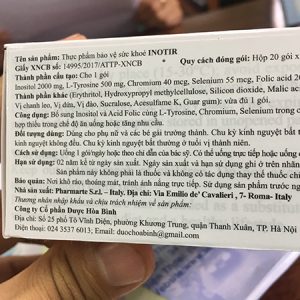 Tên sản phẩm: Thực phẩm bảo vệ sức khoẻ INOTIR
Giấy XNCB số: 14995/2017/ATTP-XNCB • Quy cách đóng gói: Hộp 20 gói x
Thành phần cấu tạo: Cho 1 gói
Inositol 2000 mg, L-Tyrosine 500 mg, Chromium 40 mcg, Selenium 55 mcg, Folic acid 20
Thành phần khác (Erythritol, Hydroxypropyl methylcellulose, Silicon dioxide, Malic ac
Vị chanh leo, Vị dứa, Vị đào, Sucralose, Acesulfame K, Guar gum): vừa đủ 1 gói.
Công dụng: Bổ sung Inositol và Acid Folic cùng L-Tyrosine, Chromium, Selenium trong c
hợp thiếu trong chế độ ăn uống hoặc tăng nhu cầu.
Đối tượng dùng: Dùng cho phụ nữ và các bé gái trưởng thành. Chu kỳ kinh nguyệt bất
kinh nguyệt không đều. Chu kỳ kinh nguyệt bất thường ở tuổi vị thành niên.
Cách dùng: Uống 1 gói/ngày hoặc theo chỉ dẫn của bác sỹ. Có thể uống trực tiếp hoặc uống c
Hạn sử dụng: 02 năm kể từ ngày sản xuất. Ngày sản xuất và hạn sử dụng ghi ở trên nhãn
Sản phẩm này không phải là thuốc và không có tác dụng thay thế thuốc chữ
Bảo quản: Nơi khô ráo, thoáng mát, tránh ánh nắng trực tiếp. Sử dụng sản phẩm trước ng
Nhà sản xuất: Pharmarte S.r.l - Italy. Địa chỉ: Via Emilio de' Cavalieri, 7- Roma- Italy
Thương nhân nhập khẩu và chịu trách nhiệm về sản phẩm:
Công ty Cổ phần Dược Hòa Bình
Địa chỉ: Số 25 phố Tô Vĩnh Diện, phường Khương Trung, quận Thanh Xuân, TP. Hà Nội
Điện thoại: 024 3537 6013; Email: duochoabinh@gmail.com